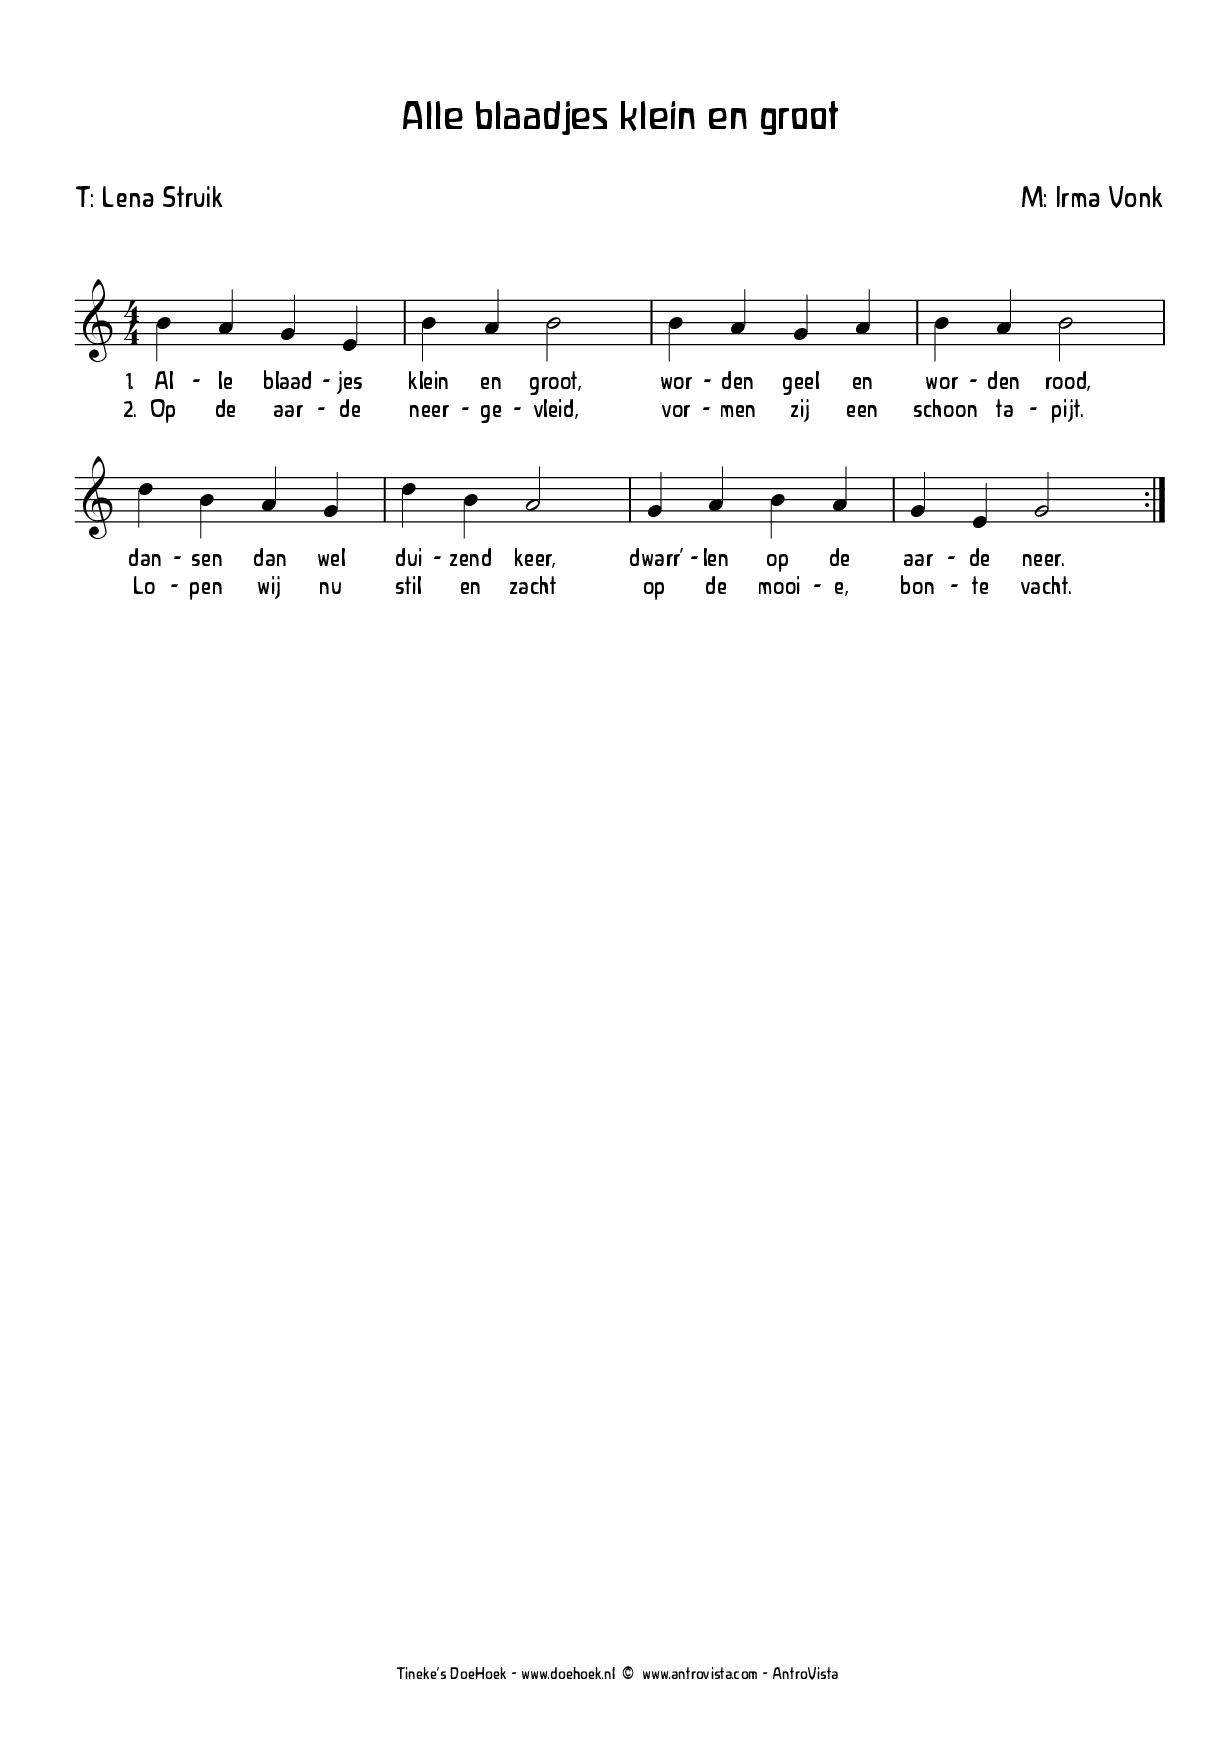 Alle blaadjes klein en groot
T: Lena Struik M: Irma Vonk
4
4
1. Al - le blaad - jes klein en groot, wor - den geel en wor - den rood,
2. Op de aar - de neer - ge - vleid, vor - men zij een schoon ta - pijt.
dan - sen dan wel dui - zend keer, dwarr' - len op de aar - de neer.
Lo - pen wij nu stil en zacht op de mooi - e, bon - te vacht.
Tineke's DoeHoek - www.doehoek.nl © www.antrovista.com - AntroVista